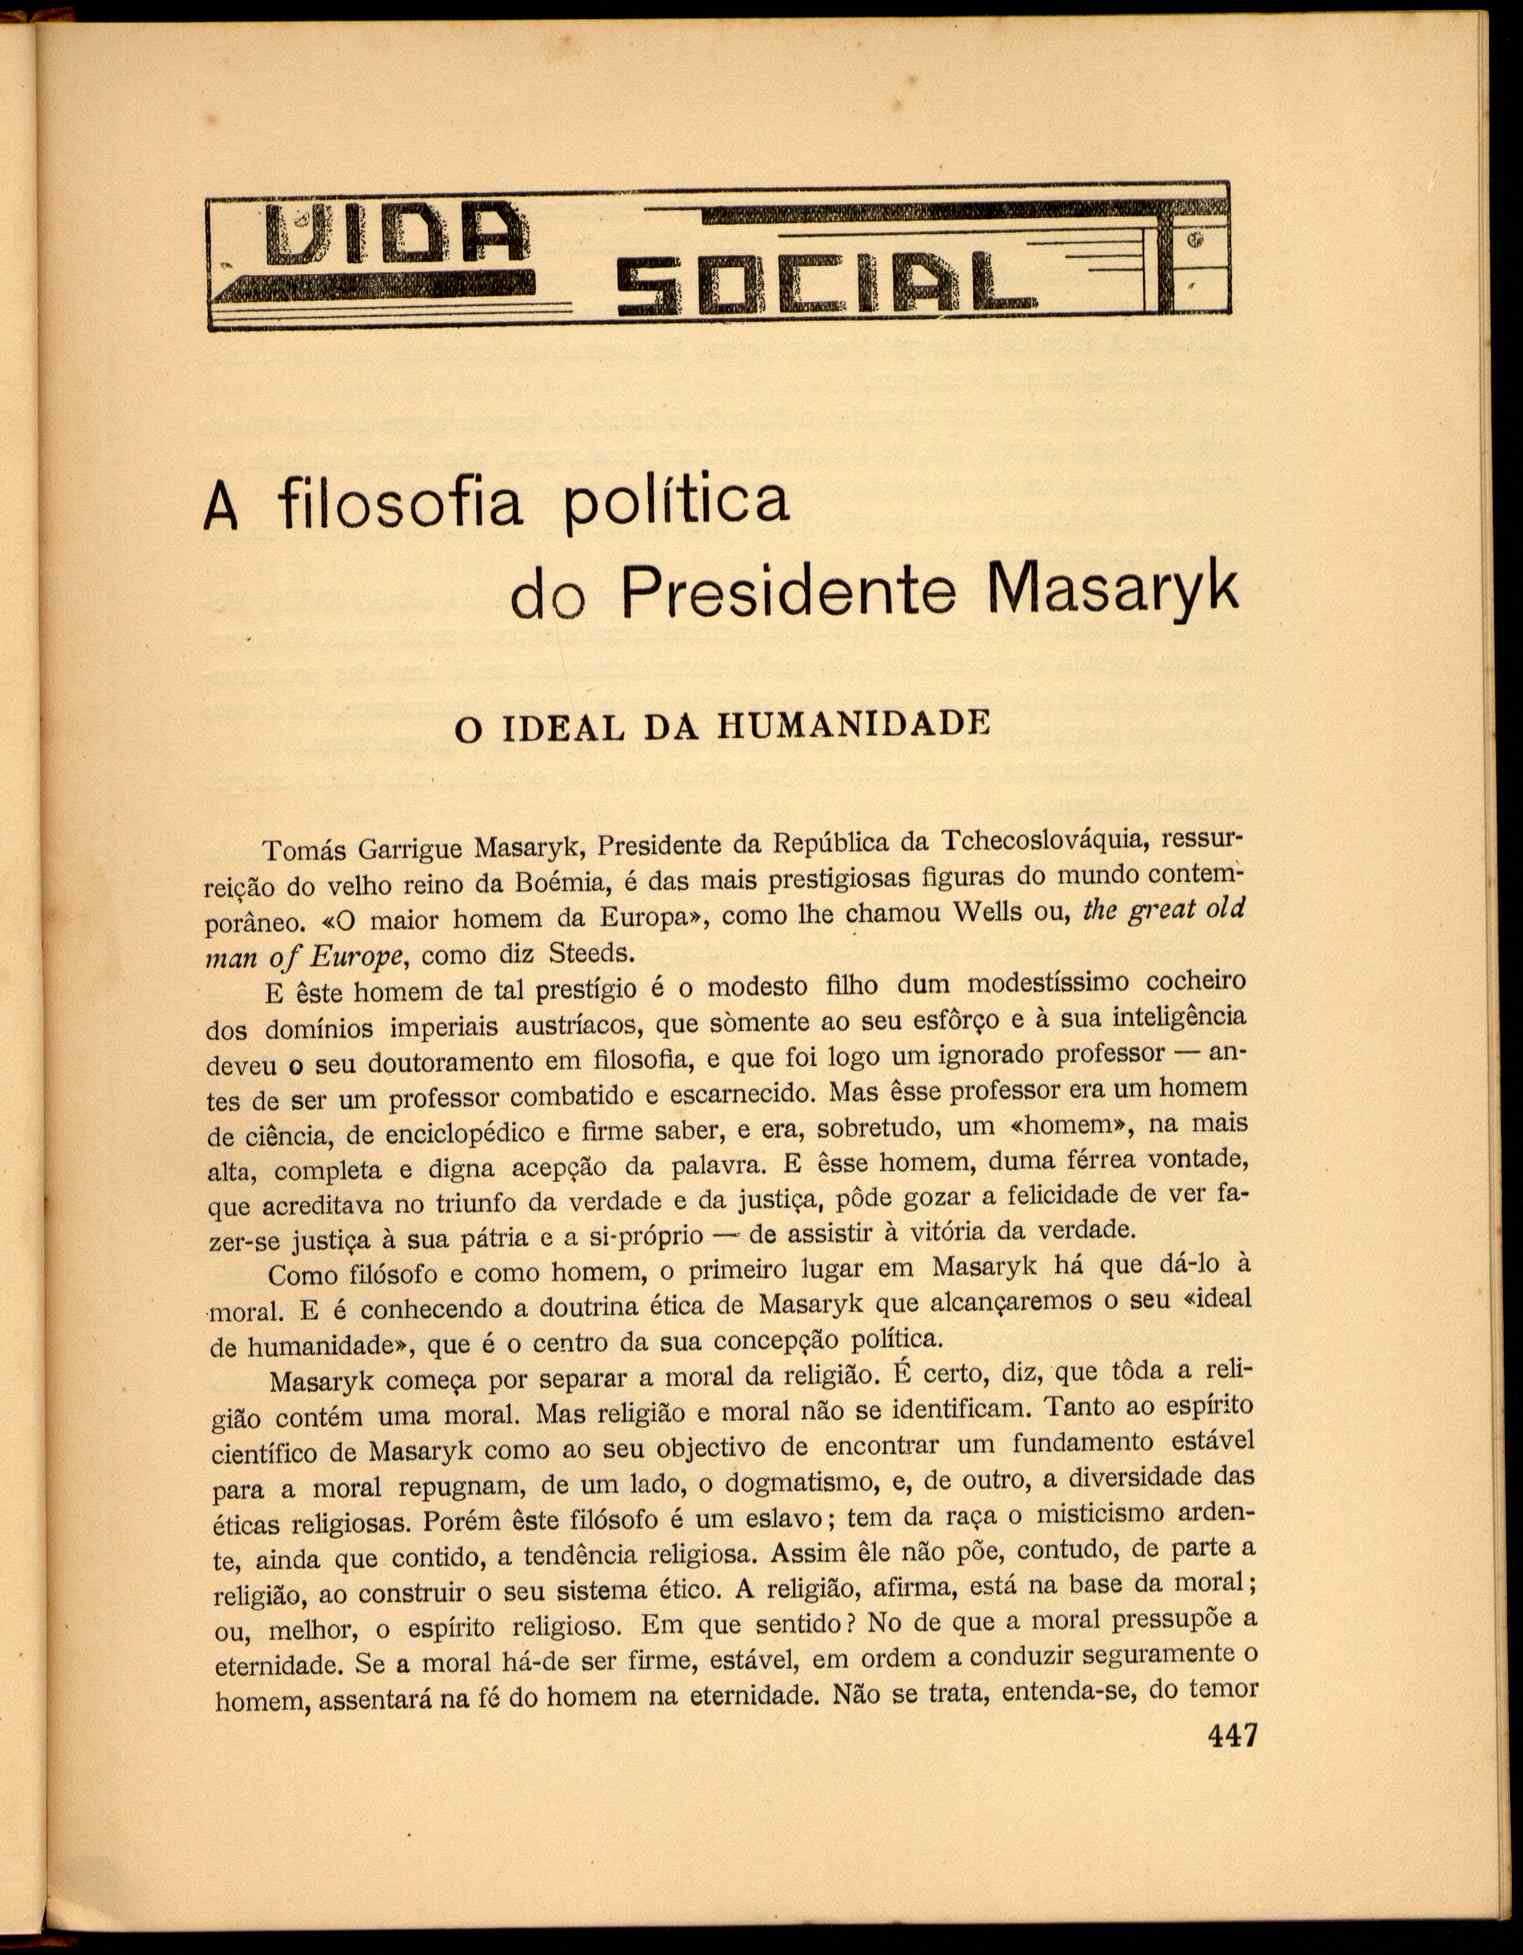 VIDA
SOCIAL
A filosofia política
do Presidente Masaryk
O IDEAL DA HUMANIDADE
Tomás Garrigue Masaryk, Presidente da República da Tchecoslováquia, ressur-
reição do velho reino da Boémia, é das mais prestigiosas figuras do mundo contem-
porâneo. «O maior homem da Europa», como lhe chamou Wells ou, the great old
man of Europe, como diz Steeds.
E êste homem de tal prestígio é o modesto filho dum modestíssimo cocheiro
dos domínios imperiais austríacos, que sòmente ao seu esfôrço e à sua inteligência
deveu o seu doutoramento em filosofia, e que foi logo um ignorado professor — an-
tes de ser um professor combatido e escarnecido. Mas êsse professor era um homem
de ciência, de enciclopédico e firme saber, e era, sobretudo, um «homem», na mais
alta, completa e digna acepção da palavra. E êsse homem, duma férrea vontade,
que acreditava no triunfo da verdade e da justiça, pôde gozar a felicidade de ver fa-
zer-se justiça à sua pátria e a si-próprio — de assistir à vitória da verdade.
Como filósofo e como homem, o primeiro lugar em Masaryk há que dá-lo à
moral. E é conhecendo a doutrina ética de Masaryk que alcançaremos o seu «ideal
de humanidade», que é o centro da sua concepção política.
Masaryk começa por separar a moral da religião. É certo, diz, que tôda a reli-
gião contém uma moral. Mas religião e moral não se identificam. Tanto ao espírito
científico de Masaryk como ao seu objectivo de encontrar um fundamento estável
para a moral repugnam, de um lado, o dogmatismo, e, de outro, a diversidade das
éticas religiosas. Porém êste filósofo é um eslavo; tem da raça o misticismo arden-
te, ainda que contido, a tendência religiosa. Assim êle não põe, contudo, de parte a
religião, ao construir o seu sistema ético. A religião, afirma, está na base da moral;
ou, melhor, o espírito religioso. Em que sentido? No de que a moral pressupõe a
eternidade. Se a moral há-de ser firme, estável, em ordem a conduzir seguramente o
homem, assentará na fé do homem na eternidade. Não se trata, entenda-se, do temor
447